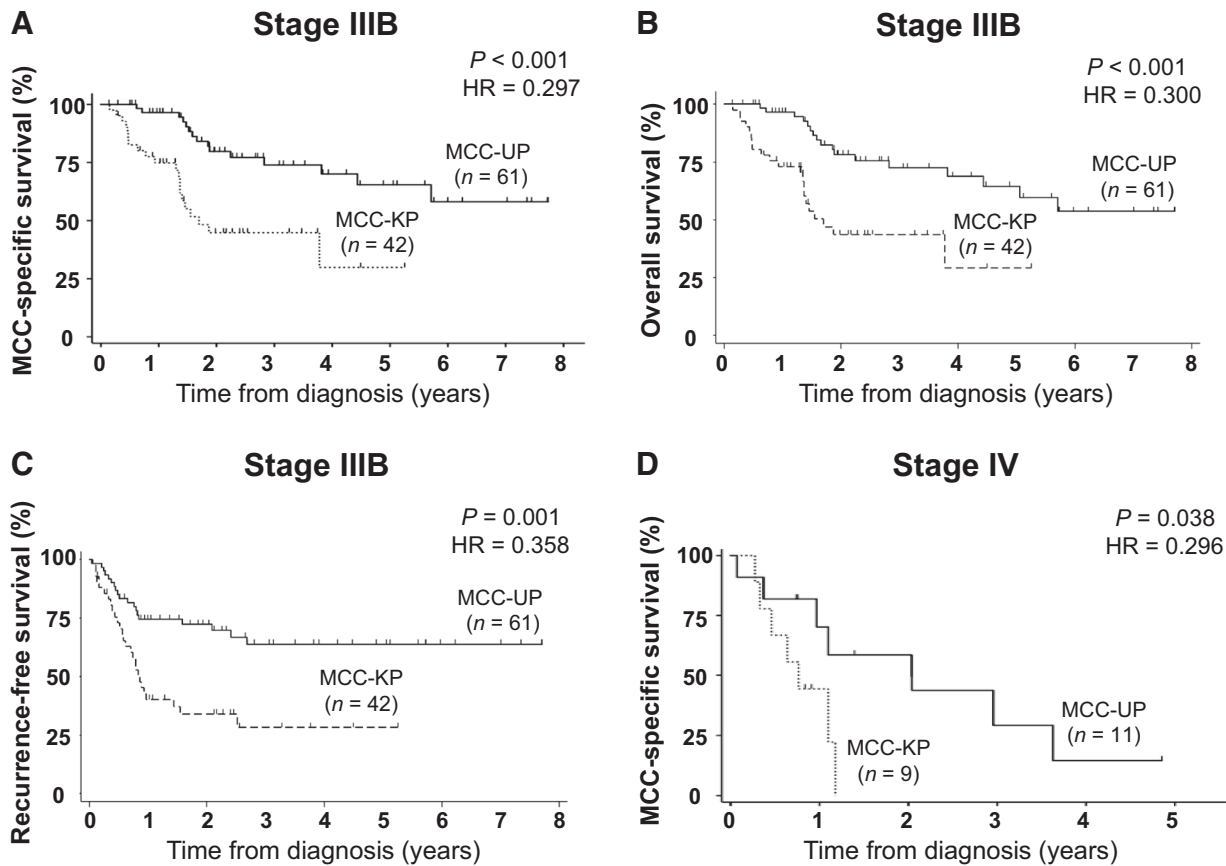 A
Stage IIIB
P < 0.001
HR = 0.297
MCC-specific survival (%)
100
75
50
25
0
MCC-UP
(n = 61)
MCC-KP
(n = 42)
0 1 2 3 4 5 6 7 8
Time from diagnosis (years)
B
Stage IIIB
P < 0.001
HR = 0.300
Overall survival (%)
100
75
50
25
0
MCC-UP
(n = 61)
MCC-KP
(n = 42)
0 1 2 3 4 5 6 7 8
Time from diagnosis (years)
C
Stage IIIB
P = 0.001
HR = 0.358
Recurrence-free survival (%)
100
75
50
25
0
MCC-UP
(n = 61)
MCC-KP
(n = 42)
0 1 2 3 4 5 6 7 8
Time from diagnosis (years)
D
Stage IV
P = 0.038
HR = 0.296
MCC-specific survival (%)
100
75
50
25
0
MCC-UP
(n = 11)
MCC-KP
(n = 9)
0 1 2 3 4 5
Time from diagnosis (years)